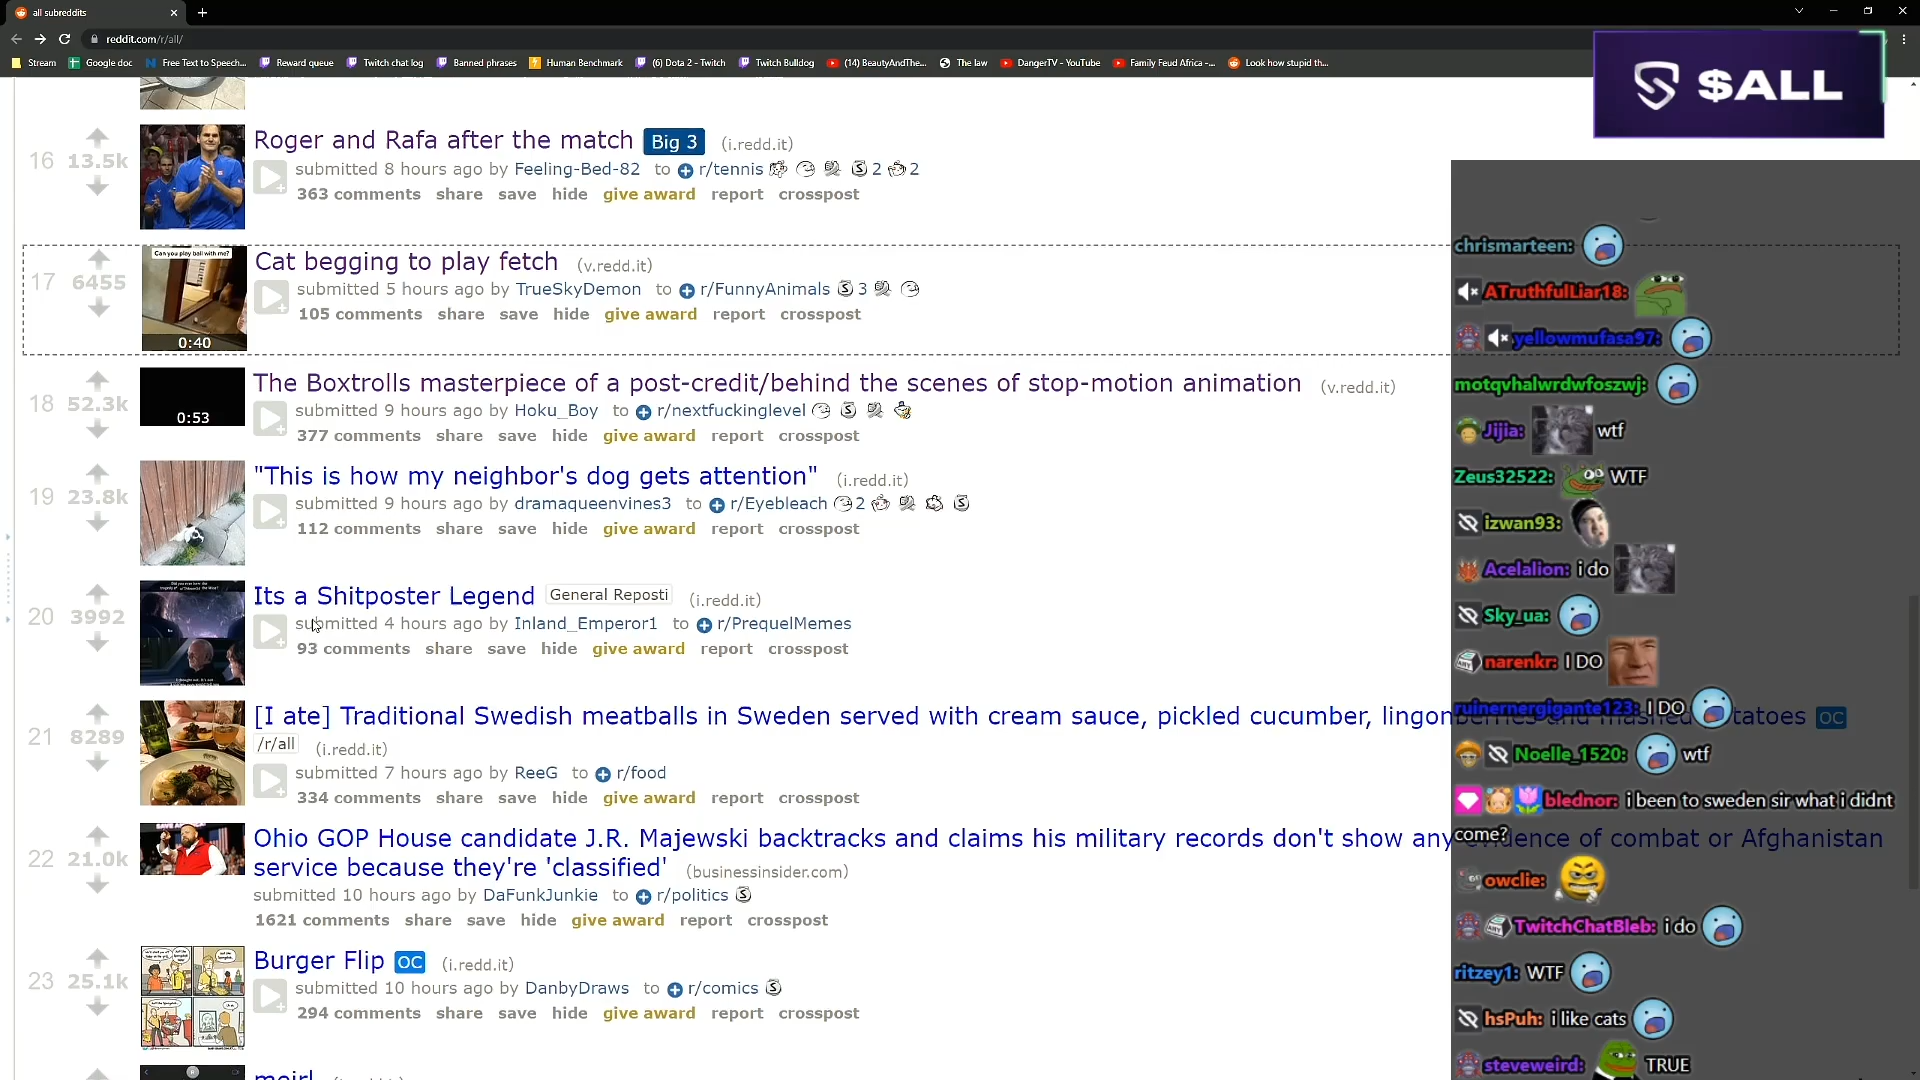 all subreddits
reddit.com/r/all/
Stream Google doc Free Text to Speech... Reward queue Twitch chat log Banned phrases Human Benchmark (6) Dota 2 - Twitch Twitch Bulldog (14) BeautyAndThe... The law DangerTV - YouTube Family Feud Africa -... Look how stupid th...
$ALL
16 13.5k
Roger and Rafa after the match Big 3 (i.redd.it)
submitted 8 hours ago by Feeling-Bed-82 to r/tennis 2 2
363 comments share save hide give award report crosspost
17 6455
Can you play ball with me?
0:40
Cat begging to play fetch (v.redd.it)
submitted 5 hours ago by TrueSkyDemon to r/FunnyAnimals 3
105 comments share save hide give award report crosspost
18 52.3k
0:53
The Boxtrolls masterpiece of a post-credit/behind the scenes of stop-motion animation (v.redd.it)
submitted 9 hours ago by Hoku_Boy to r/nextfuckinglevel
377 comments share save hide give award report crosspost
19 23.8k
"This is how my neighbor's dog gets attention" (i.redd.it)
submitted 9 hours ago by dramaqueenvines3 to r/Eyebleach 2
112 comments share save hide give award report crosspost
20 3992
Its a Shitposter Legend General Reposti (i.redd.it)
submitted 4 hours ago by Inland_Emperor1 to r/PrequelMemes
93 comments share save hide give award report crosspost
21 8289
[I ate] Traditional Swedish meatballs in Sweden served with cream sauce, pickled cucumber, lingonberries and mashed potatoes OC
/r/all (i.redd.it)
submitted 7 hours ago by ReeG to r/food
334 comments share save hide give award report crosspost
22 21.0k
Ohio GOP House candidate J.R. Majewski backtracks and claims his military records don't show any evidence of combat or Afghanistan
service because they're 'classified' (businessinsider.com)
submitted 10 hours ago by DaFunkJunkie to r/politics
1621 comments share save hide give award report crosspost
23 25.1k
Burger Flip OC (i.redd.it)
submitted 10 hours ago by DanbyDraws to r/comics
294 comments share save hide give award report crosspost
meirl
chrismarteen:
ATruthfulLiar18:
yellowmufasa97:
motqvhalwrdwfoszwj:
Jijia: wtf
Zeus32522: WTF
izwan93:
Acelalion: i do
Sky_ua:
narenkr: I DO
ruinernergigante123: I DO
Noelle_1520: wtf
blednor: i been to sweden sir what i didnt
come?
owclie:
TwitchChatBleb: i do
ritzey1: WTF
hsPuh: i like cats
steveweird: TRUE